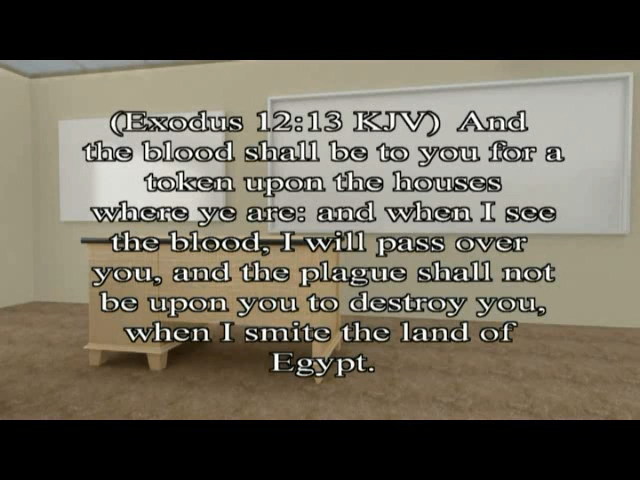 (Exodus 12:13 KJV)  And
the blood shall be to you for a
token upon the houses
where ye are: and when I see
the blood, I will pass over
you, and the plague shall not
be upon you to destroy you,
when I smite the land of
Egypt.